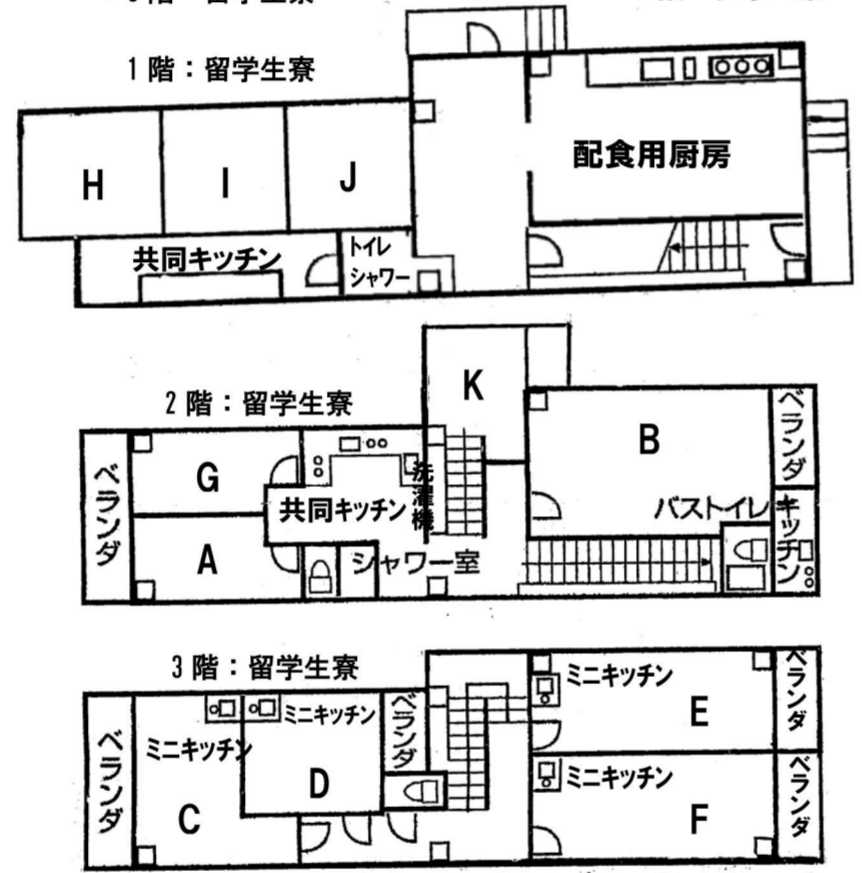 1階：留学生寮
配食用厨房
H
I
J
共同キッチン
トイレ
シャワー
2階：留学生寮
K
ベランダ
G
B
ベランダ
共同キッチン
洗濯機
バストイレ
キッチン
A
シャワー室
3階：留学生寮
ベランダ
ミニキッチン
ミニキッチン
ベランダ
C
D
ミニキッチン
E
ベランダ
ミニキッチン
F
ベランダ